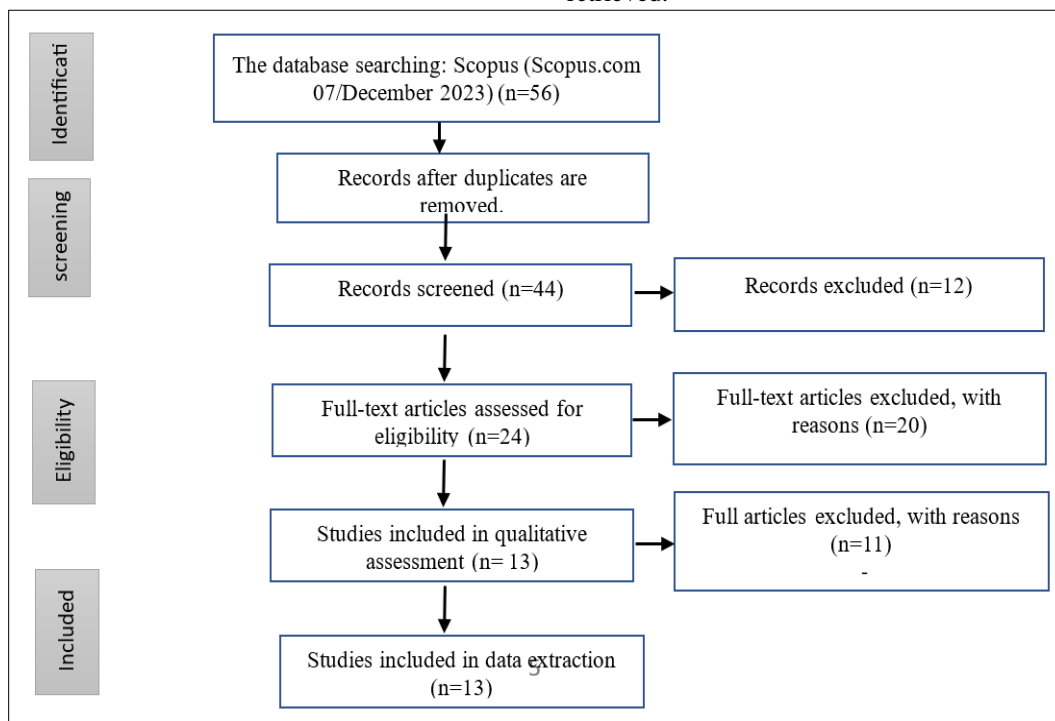 retrieved.
Identificati
The database searching: Scopus (Scopus.com
07/December 2023) (n=56)
screening
Records after duplicates are
removed.
Records screened (n=44)
Records excluded (n=12)
Eligibility
Full-text articles assessed for
eligibility (n=24)
Full-text articles excluded, with
reasons (n=20)
Studies included in qualitative
assessment (n= 13)
Full articles excluded, with reasons
(n=11)
-
Included
Studies included in data extraction
(n=13)
5